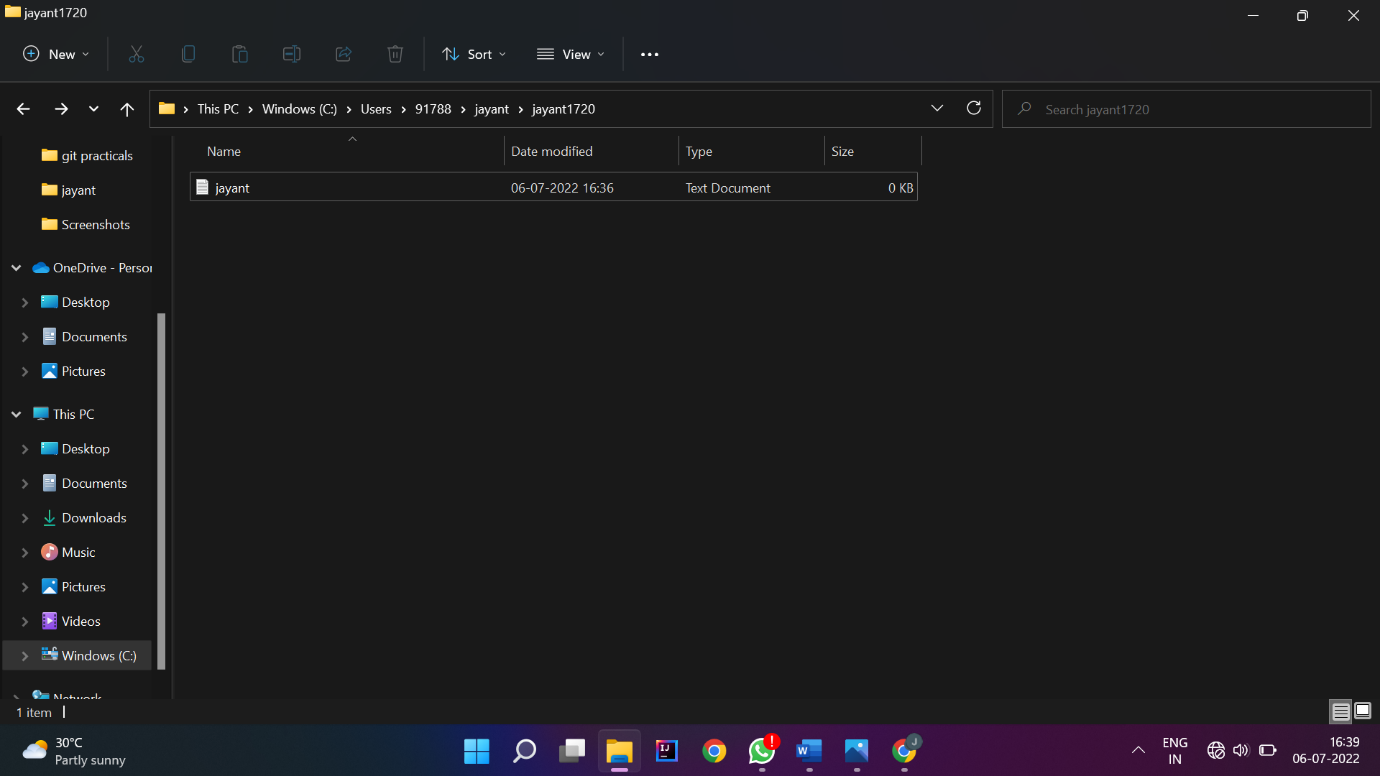 jayant1720
New
Sort
View
This PC > Windows (C:) > Users > 91788 > jayant > jayant1720
Search jayant1720
Name Date modified Type Size
jayant 06-07-2022 16:36 Text Document 0 KB
git practicals
jayant
Screenshots
OneDrive - Person
Desktop
Documents
Pictures
This PC
Desktop
Documents
Downloads
Music
Pictures
Videos
Windows (C:)
Network
1 item
30°C
Partly sunny
IJ
W
J
ENG
IN
16:39
06-07-2022